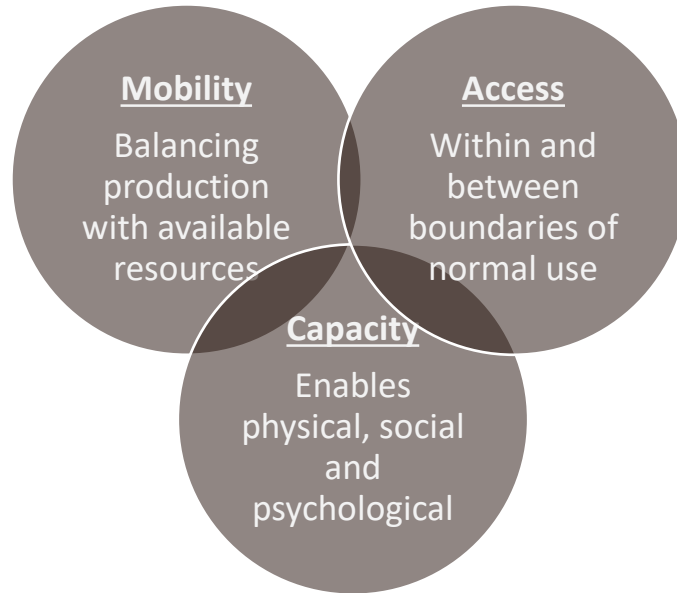 Mobility
Balancing
production
with available
resources
Access
Within and
between
boundaries of
normal use
Capacity
Enables
physical, social
and
psychological